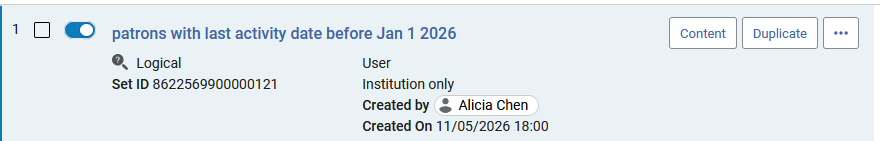 1 patrons with last activity date before Jan 1 2026 Content Duplicate ...
Logical User
Set ID 8622569900000121 Institution only
Created by Alicia Chen
Created On 11/05/2026 18:00